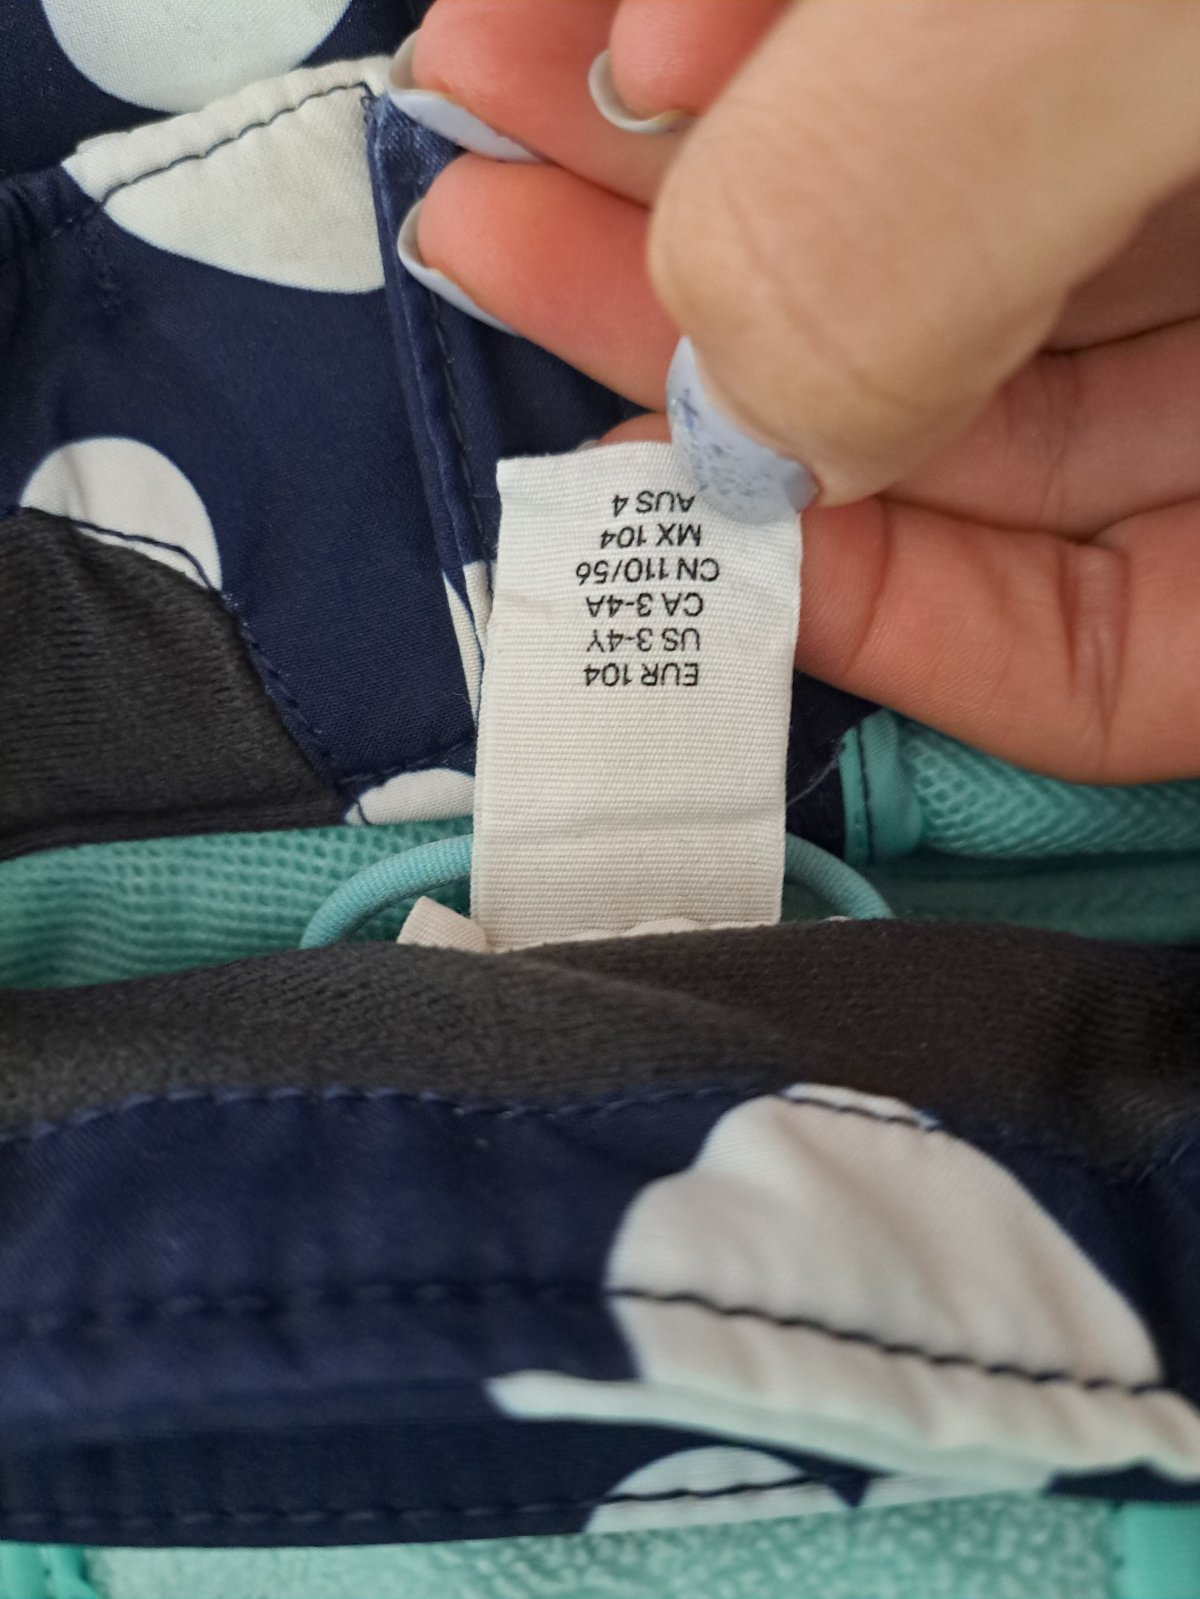 EUR 104
US 3-4Y
CA 3-4A
CN 110/56
MX 104
AUS 4